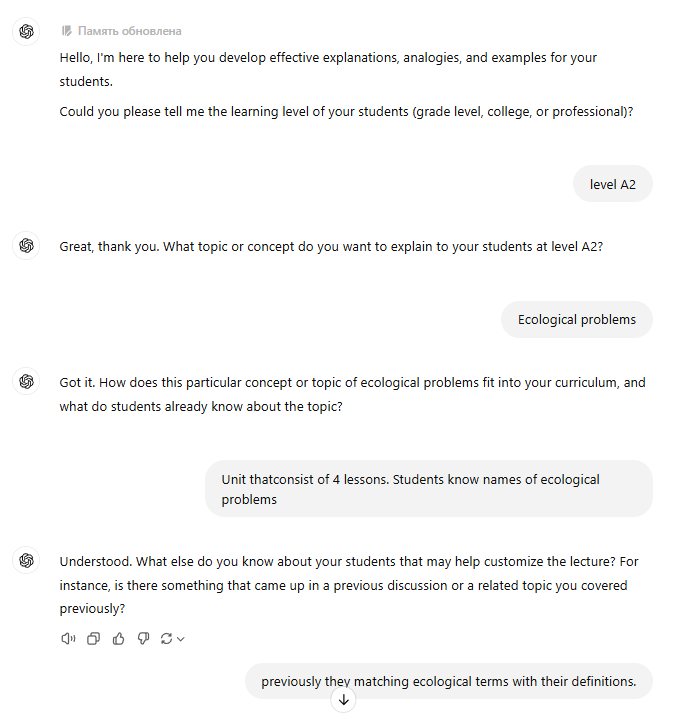 Память обновлена
Hello, I'm here to help you develop effective explanations, analogies, and examples for your
students.
Could you please tell me the learning level of your students (grade level, college, or professional)?
level A2
Great, thank you. What topic or concept do you want to explain to your students at level A2?
Ecological problems
Got it. How does this particular concept or topic of ecological problems fit into your curriculum, and
what do students already know about the topic?
Unit thatconsist of 4 lessons. Students know names of ecological
problems
Understood. What else do you know about your students that may help customize the lecture? For
instance, is there something that came up in a previous discussion or a related topic you covered
previously?
previously they matching ecological terms with their definitions.